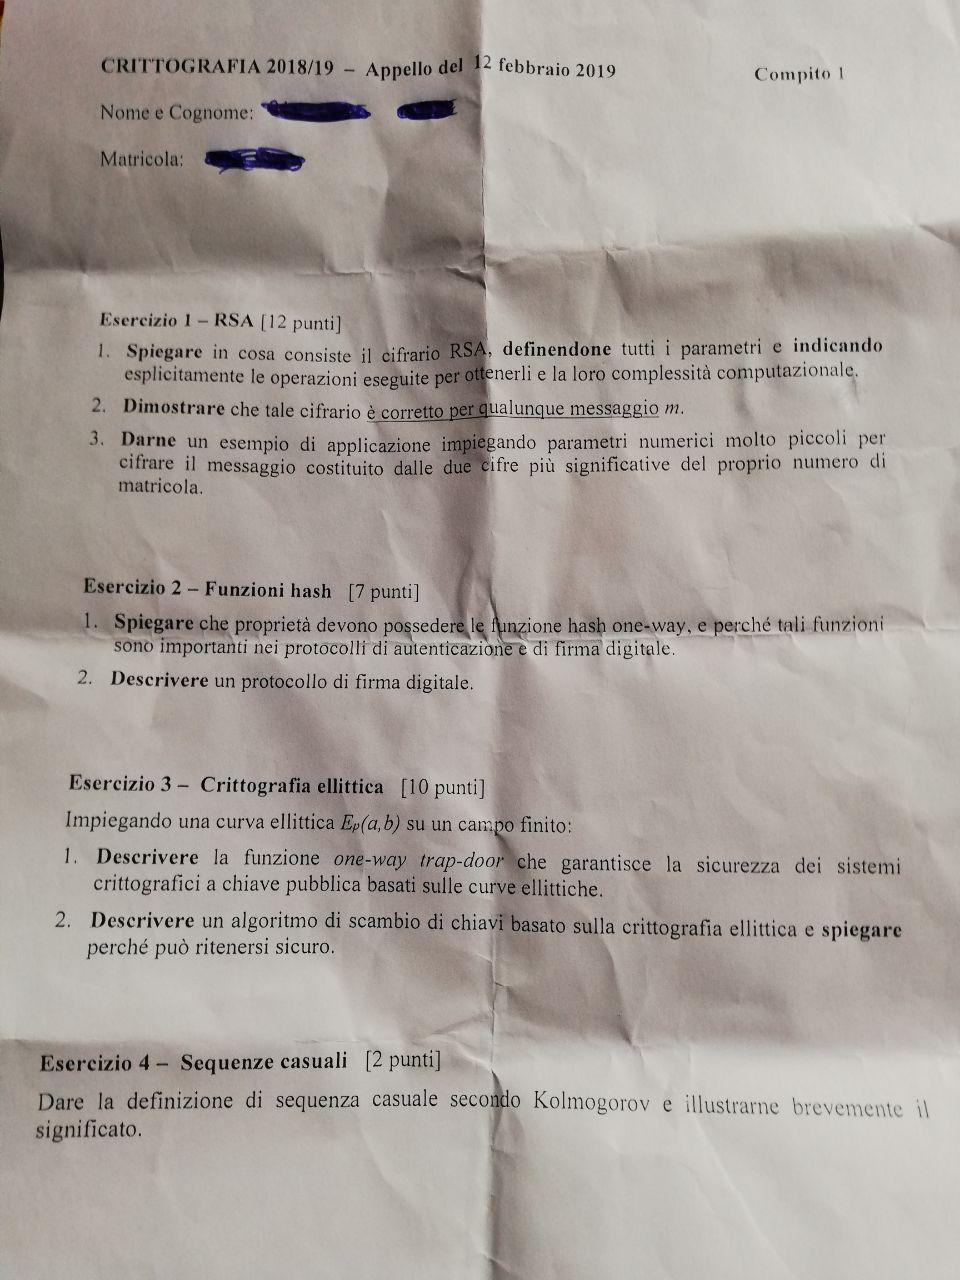 CRITTOGRAFIA 2018/19 – Appello del 12 febbraio 2019 Compito 1
Nome e Cognome:
Matricola:
Esercizio 1 – RSA [12 punti]
1. Spiegare in cosa consiste il cifrario RSA, definendone tutti i parametri e indicando
esplicitamente le operazioni eseguite per ottenerli e la loro complessità computazionale.
2. Dimostrare che tale cifrario è corretto per qualunque messaggio m.
3. Darne un esempio di applicazione impiegando parametri numerici molto piccoli per
cifrare il messaggio costituito dalle due cifre più significative del proprio numero di
matricola.
Esercizio 2 – Funzioni hash [7 punti]
1. Spiegare che proprietà devono possedere le funzione hash one-way, e perché tali funzioni
sono importanti nei protocolli di autenticazione e di firma digitale.
2. Descrivere un protocollo di firma digitale.
Esercizio 3 – Crittografia ellittica [10 punti]
Impiegando una curva ellittica Ep(a,b) su un campo finito:
1. Descrivere la funzione one-way trap-door che garantisce la sicurezza dei sistemi
crittografici a chiave pubblica basati sulle curve ellittiche.
2. Descrivere un algoritmo di scambio di chiavi basato sulla crittografia ellittica e spiegare
perché può ritenersi sicuro.
Esercizio 4 – Sequenze casuali [2 punti]
Dare la definizione di sequenza casuale secondo Kolmogorov e illustrarne brevemente il
significato.